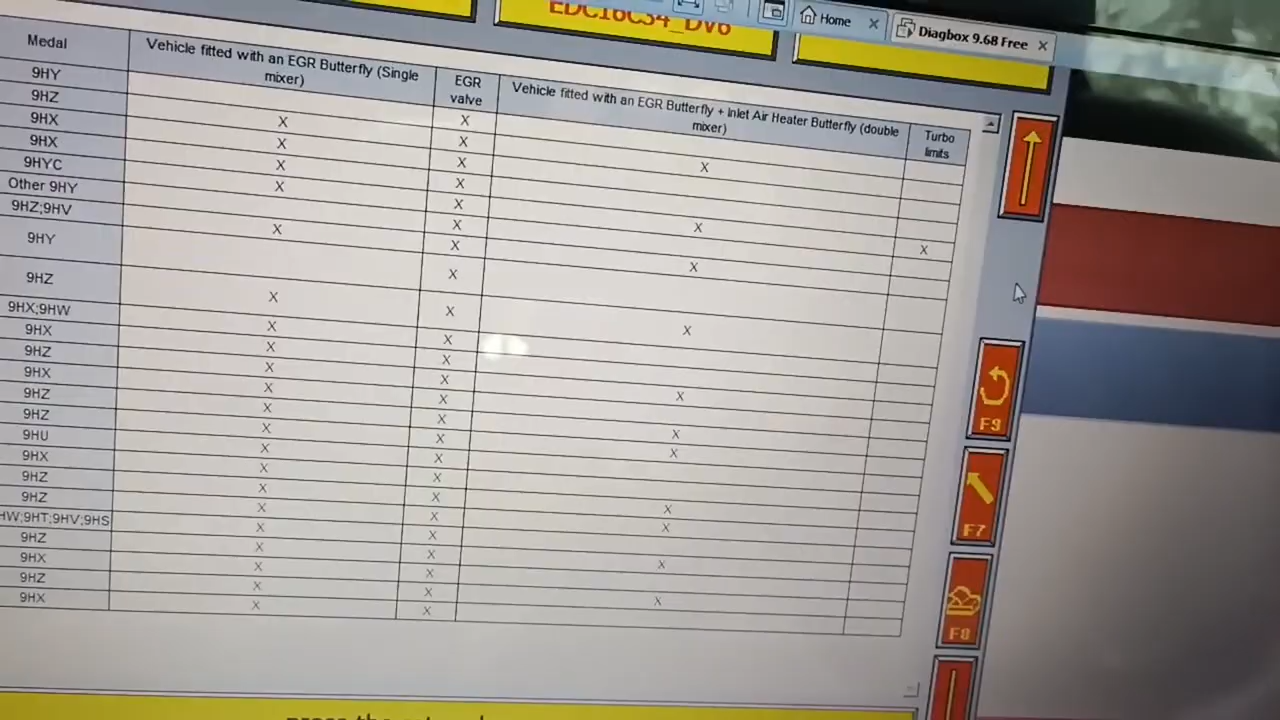 EDC16C34_DV6
Home
Diagbox 9.68 Free
Medal
Vehicle fitted with an EGR Butterfly (Single
mixer)
EGR
valve
Vehicle fitted with an EGR Butterfly + Inlet Air Heater Butterfly (double
mixer)
Turbo
limits
9HY X
9HZ X X
9HX X X X
9HX X X
9HYC X X
Other 9HY X X
9HZ;9HV X X X
9HY X X
9HZ X X X
9HX;9HW X X
9HX X X
9HZ X X X
9HX X X
9HZ X X X
9HZ X X X
9HU X X
9HX X X
9HZ X X X
9HZ X X X
HW;9HT;9HV;9HS X X
9HZ X X X
9HX X X
9HZ X X X
9HX X X
F9
F7
F8
press the